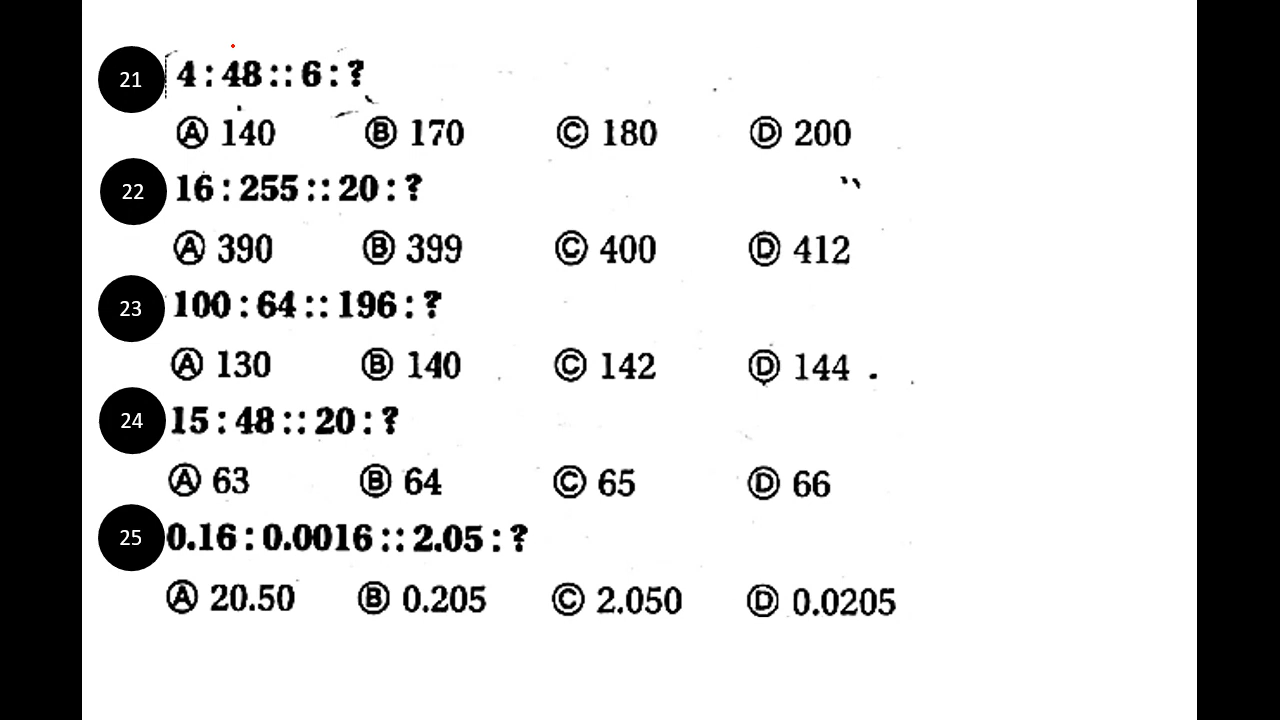 21 4 : 48 :: 6 : ?
Ⓐ 140 Ⓑ 170 Ⓒ 180 Ⓓ 200
22 16 : 255 :: 20 : ?
Ⓐ 390 Ⓑ 399 Ⓒ 400 Ⓓ 412
23 100 : 64 :: 196 : ?
Ⓐ 130 Ⓑ 140 Ⓒ 142 Ⓓ 144
24 15 : 48 :: 20 : ?
Ⓐ 63 Ⓑ 64 Ⓒ 65 Ⓓ 66
25 0.16 : 0.0016 :: 2.05 : ?
Ⓐ 20.50 Ⓑ 0.205 Ⓒ 2.050 Ⓓ 0.0205